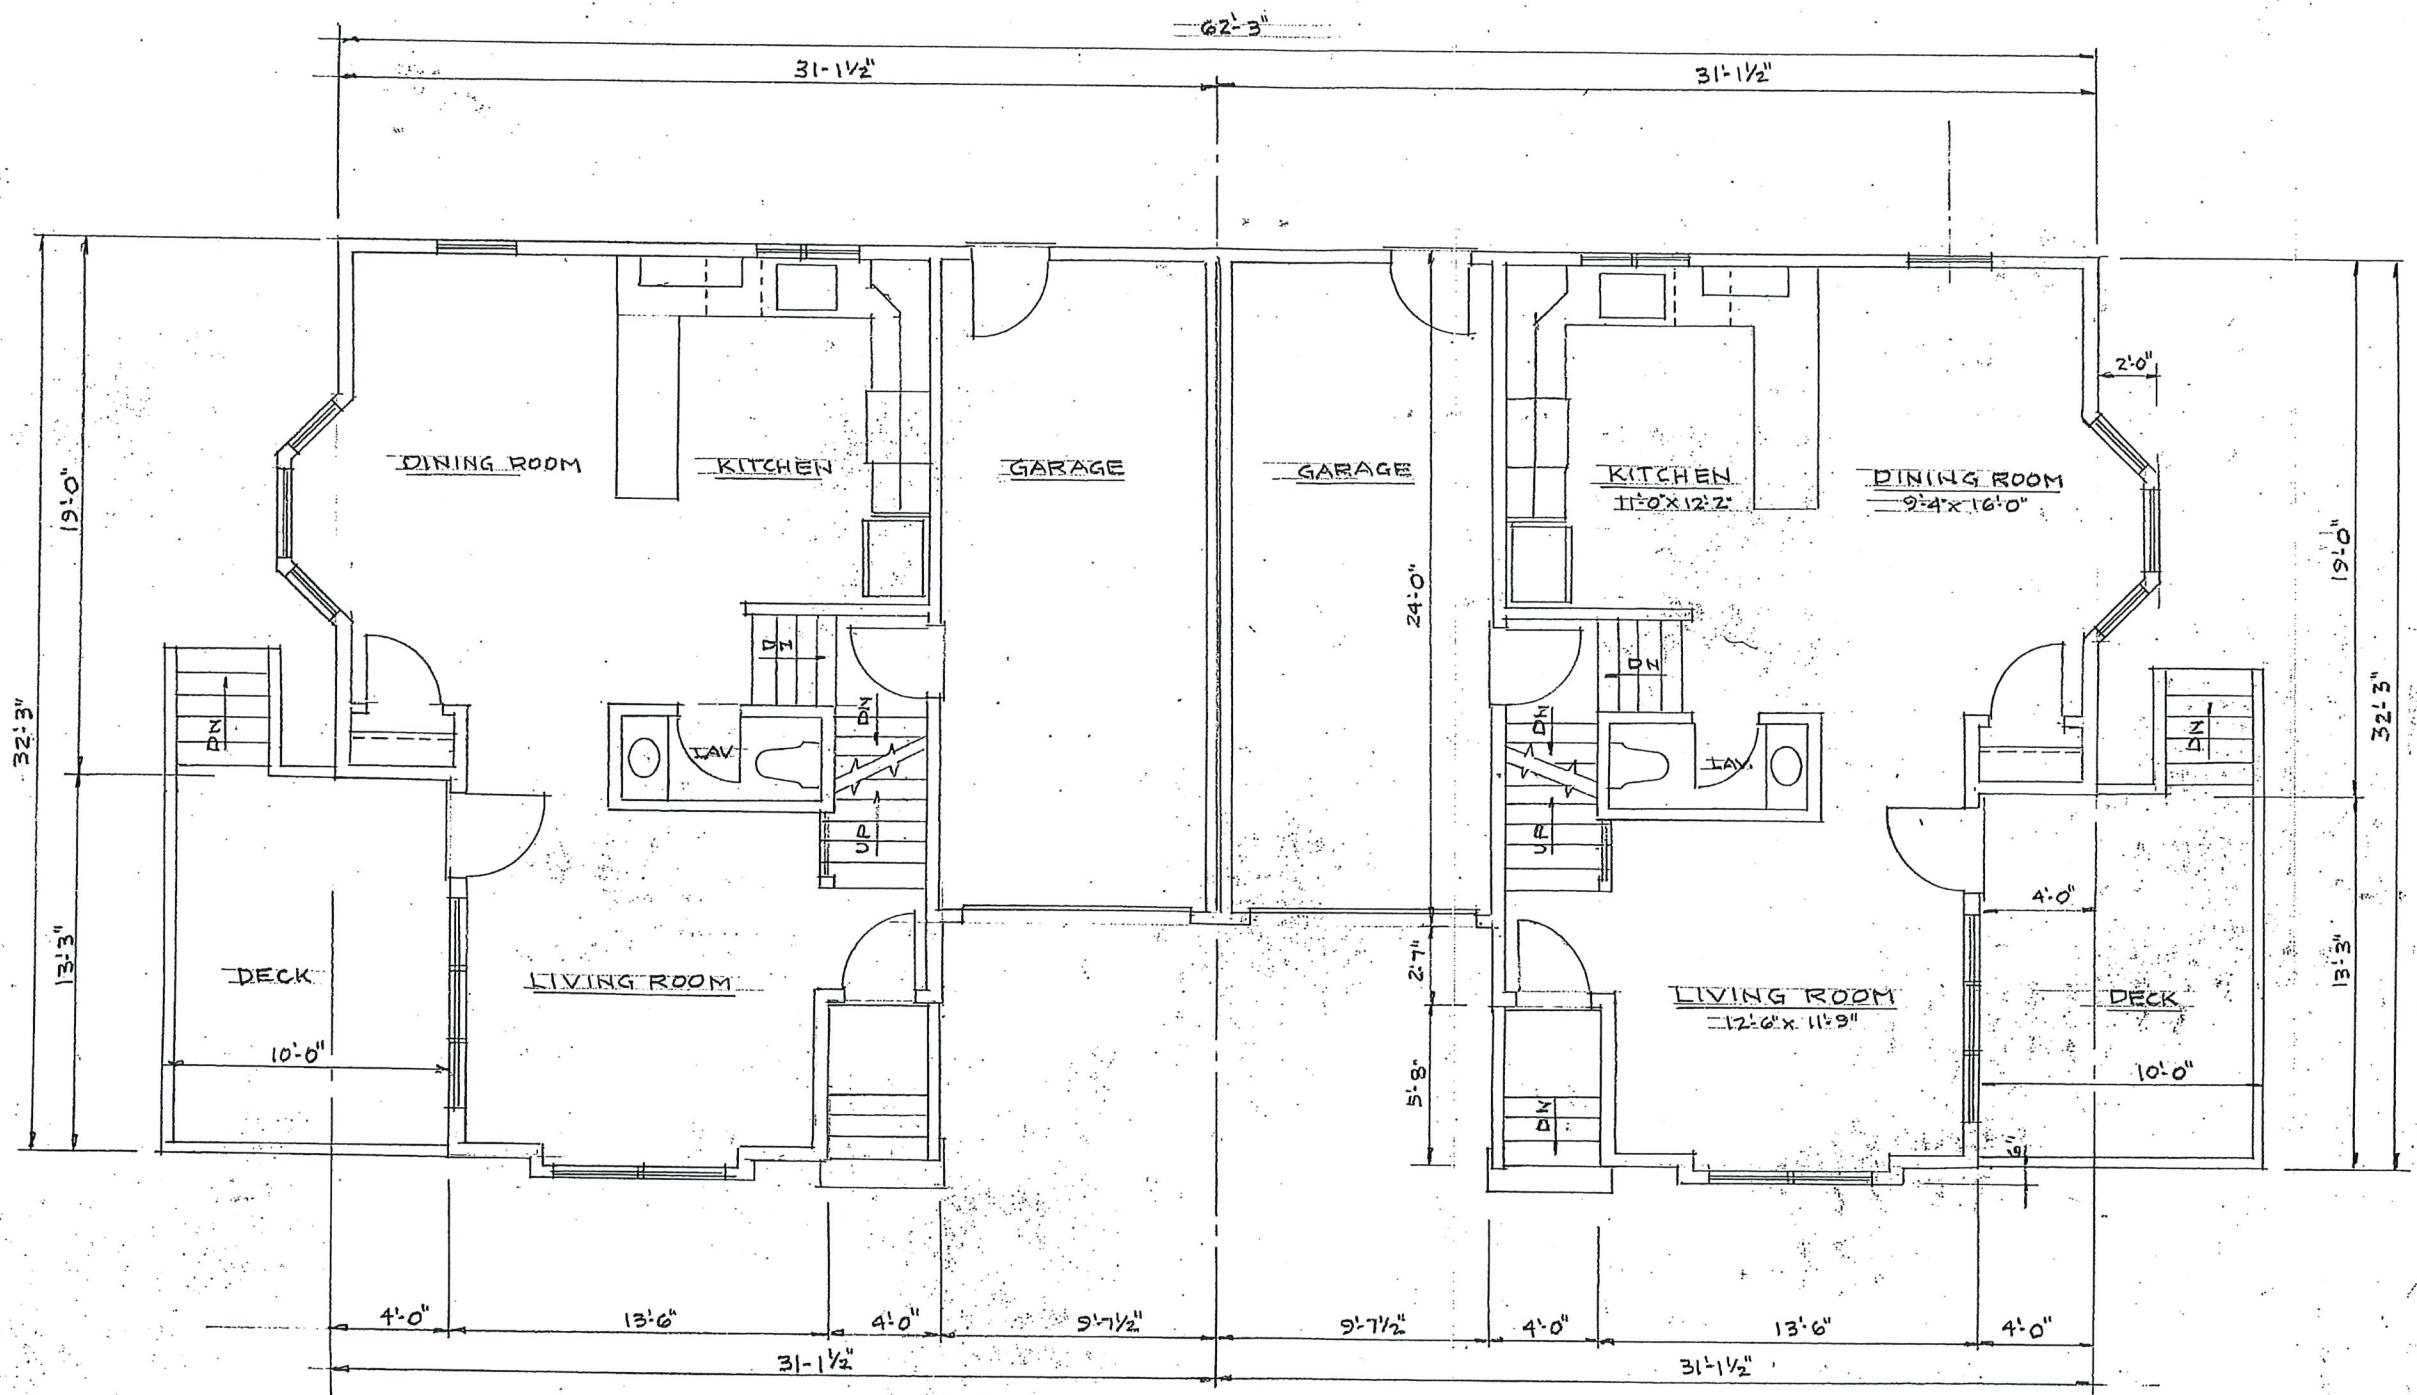 62'-3"
31'-1½"
31'-1½"
2'-0"
DINING ROOM
KITCHEN
GARAGE
GARAGE
KITCHEN
11'-0" x 12'-2"
DINING ROOM
9'-4" x 16'-0"
19'-0"
32'-3"
13'-3"
24'-0"
19'-0"
32'-3"
13'-3"
DN
DN
DN
LAV.
UP
DN
DN
UP
LAV.
DN
4'-0"
2'-7"
5'-8"
DECK
LIVING ROOM
LIVING ROOM
12'-6" x 11'-9"
DECK
10'-0"
10'-0"
DN
4'-0"
13'-6"
4'-0"
9'-7½"
9'-7½"
4'-0"
13'-6"
4'-0"
31'-1½"
31'-1½"